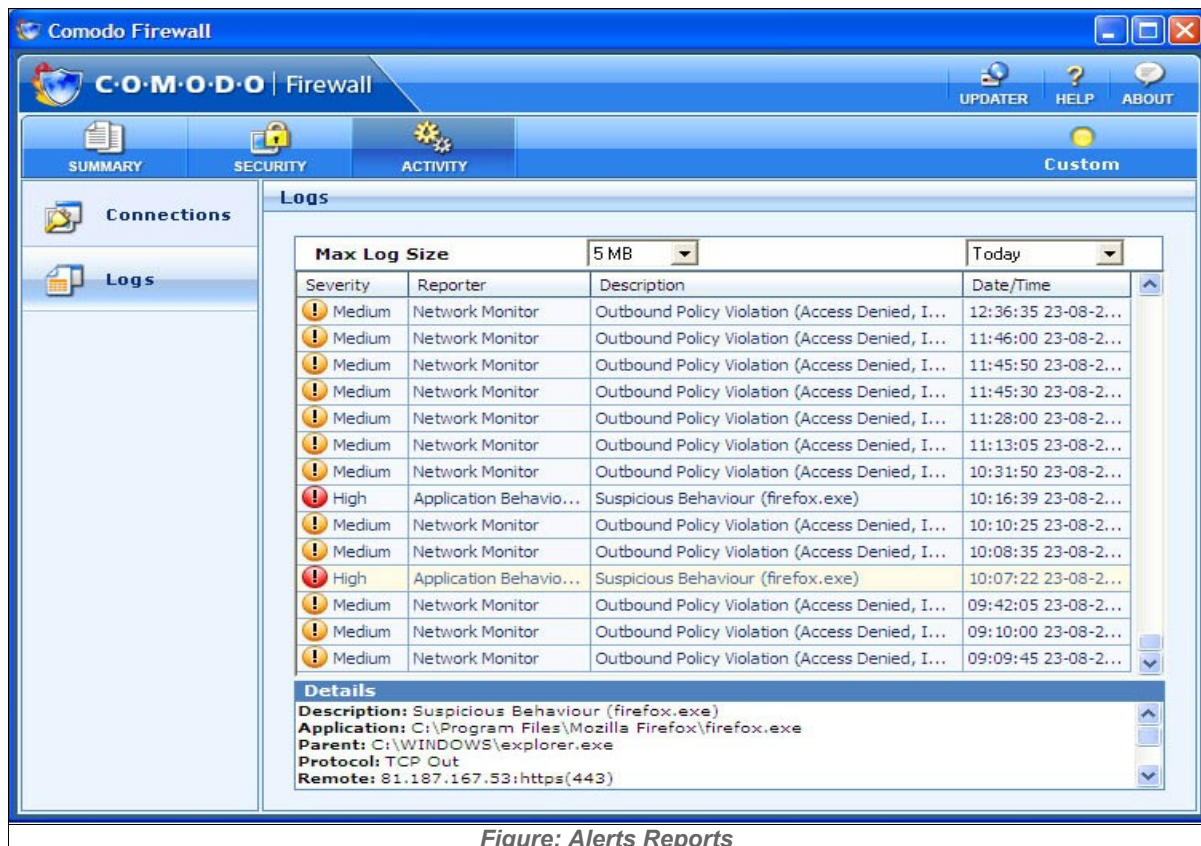 Comodo Firewall
C·O·M·O·D·O | Firewall
UPDATER HELP ABOUT
SUMMARY SECURITY ACTIVITY Custom
Connections
Logs
Logs
Max Log Size 5 MB Today
Severity Reporter Description Date/Time
Medium Network Monitor Outbound Policy Violation (Access Denied, I... 12:36:35 23-08-2...
Medium Network Monitor Outbound Policy Violation (Access Denied, I... 11:46:00 23-08-2...
Medium Network Monitor Outbound Policy Violation (Access Denied, I... 11:45:50 23-08-2...
Medium Network Monitor Outbound Policy Violation (Access Denied, I... 11:45:30 23-08-2...
Medium Network Monitor Outbound Policy Violation (Access Denied, I... 11:28:00 23-08-2...
Medium Network Monitor Outbound Policy Violation (Access Denied, I... 11:13:05 23-08-2...
Medium Network Monitor Outbound Policy Violation (Access Denied, I... 10:31:50 23-08-2...
High Application Behavio... Suspicious Behaviour (firefox.exe) 10:16:39 23-08-2...
Medium Network Monitor Outbound Policy Violation (Access Denied, I... 10:10:25 23-08-2...
Medium Network Monitor Outbound Policy Violation (Access Denied, I... 10:08:35 23-08-2...
High Application Behavio... Suspicious Behaviour (firefox.exe) 10:07:22 23-08-2...
Medium Network Monitor Outbound Policy Violation (Access Denied, I... 09:42:05 23-08-2...
Medium Network Monitor Outbound Policy Violation (Access Denied, I... 09:10:00 23-08-2...
Medium Network Monitor Outbound Policy Violation (Access Denied, I... 09:09:45 23-08-2...
Details
Description: Suspicious Behaviour (firefox.exe)
Application: C:\Program Files\Mozilla Firefox\firefox.exe
Parent: C:\WINDOWS\explorer.exe
Protocol: TCP Out
Remote: 81.187.167.53:https(443)
Figure: Alerts Reports